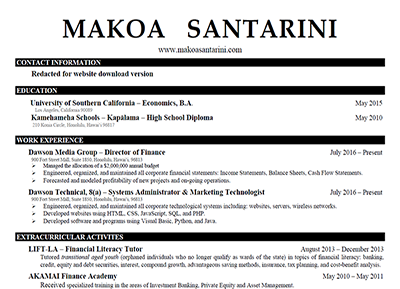 MAKOA SANTARINI
www.makoasantarini.com
CONTACT INFORMATION
Redacted for website download version
EDUCATION
University of Southern California – Economics, B.A. May 2015
Los Angeles, California 90089
Kamehameha Schools – Kapālama – High School Diploma May 2010
210 Konia Circle, Honolulu, Hawai'i, 96817
WORK EXPERIENCE
Dawson Media Group – Director of Finance July 2016 – Present
900 Fort Street Mall, Suite 1850, Honolulu, Hawai'i, 96813
➤ Managed the allocations of a $2,000,000 annual budget
➤ Engineered, organized, and maintained all corporate financial statements: Income Statements, Balance Sheets, Cash Flow Statements.
➤ Forecasted and modeled profitability of new projects and on-going operations
Dawson Technical, 8(a) – Systems Administrator & Marketing Technologist July 2016 – Present
900 Fort Street Mall, Suite 1850, Honolulu, Hawai'i, 96813
➤ Engineered, organized, and maintained all corporate technological systems including: websites, servers, wireless networks.
➤ Developed websites using HTML, CSS, JavaScript, SQL, and PHP.
➤ Developed software and programs using Visual Basic, Python, and Java.
EXTRACURRICULAR ACTIVITES
LIFT-LA – Financial Literacy Tutor August 2013 – December 2013
Tutored transitional aged youth (orphaned individuals who no longer qualify as wards of the state) in topics of financial literacy: banking,
credit, equity and debt securities, interest, compound growth, advantageous saving methods, insurance, tax planning, and cost-benefit analysis.
AKAMAI Finance Academy May 2010 – May 2011
Received specialized training in the areas of Investment Banking, Private Equity and Asset Management.